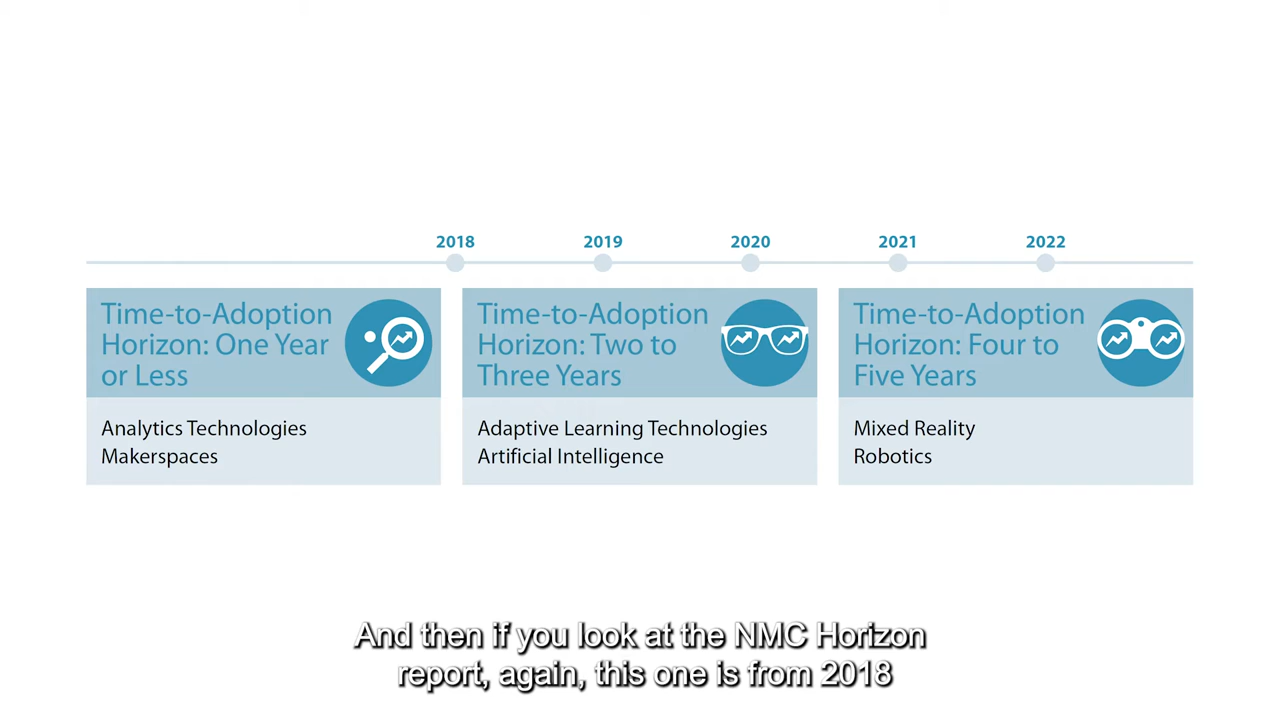 2018 2019 2020 2021 2022
Time-to-Adoption
Horizon: One Year
or Less
Analytics Technologies
Makerspaces
Time-to-Adoption
Horizon: Two to
Three Years
Adaptive Learning Technologies
Artificial Intelligence
Time-to-Adoption
Horizon: Four to
Five Years
Mixed Reality
Robotics
And then if you look at the NMC Horizon
report, again, this one is from 2018